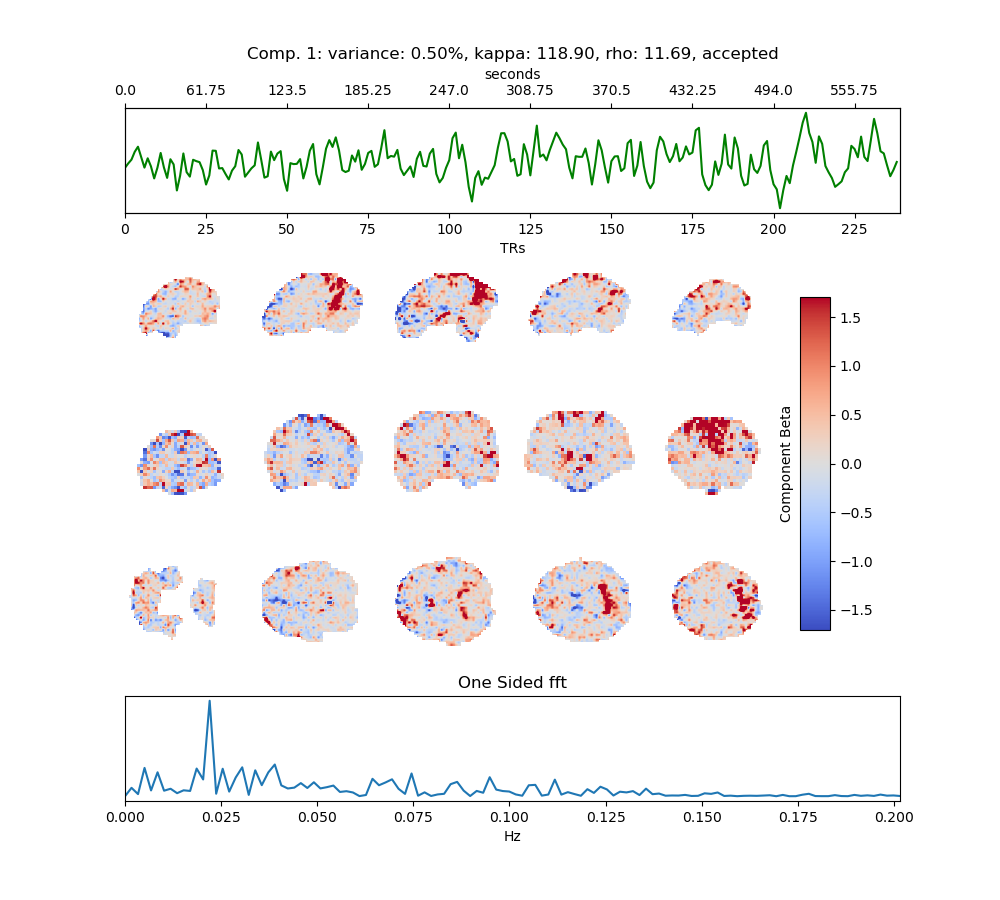 Comp. 1: variance: 0.50%, kappa: 118.90, rho: 11.69, accepted
seconds
0.0 61.75 123.5 185.25 247.0 308.75 370.5 432.25 494.0 555.75
0 25 50 75 100 125 150 175 200 225
TRs
1.5
1.0
0.5
0.0
−0.5
−1.0
−1.5
Component Beta
One Sided fft
0.000 0.025 0.050 0.075 0.100 0.125 0.150 0.175 0.200
Hz